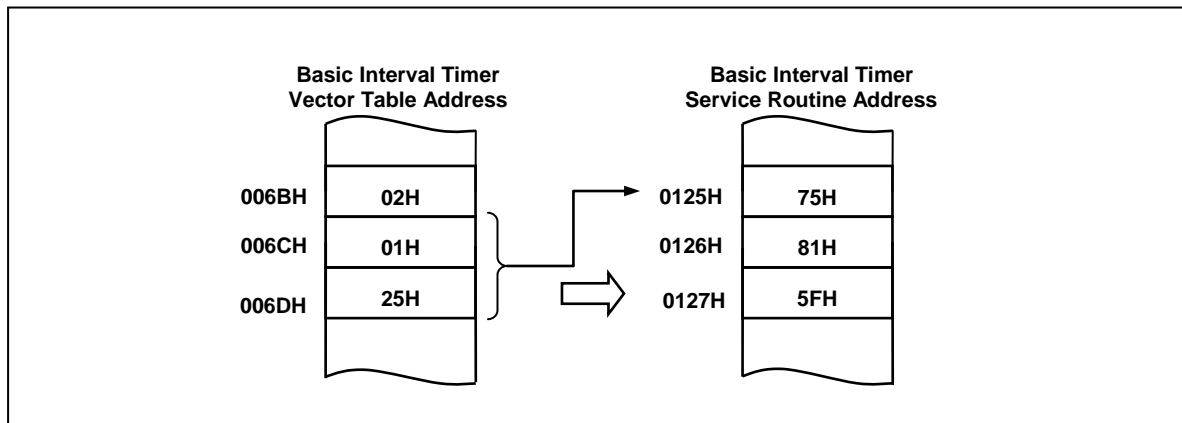 Basic Interval Timer
Vector Table Address
006BH 02H
006CH 01H
006DH 25H
Basic Interval Timer
Service Routine Address
0125H 75H
0126H 81H
0127H 5FH